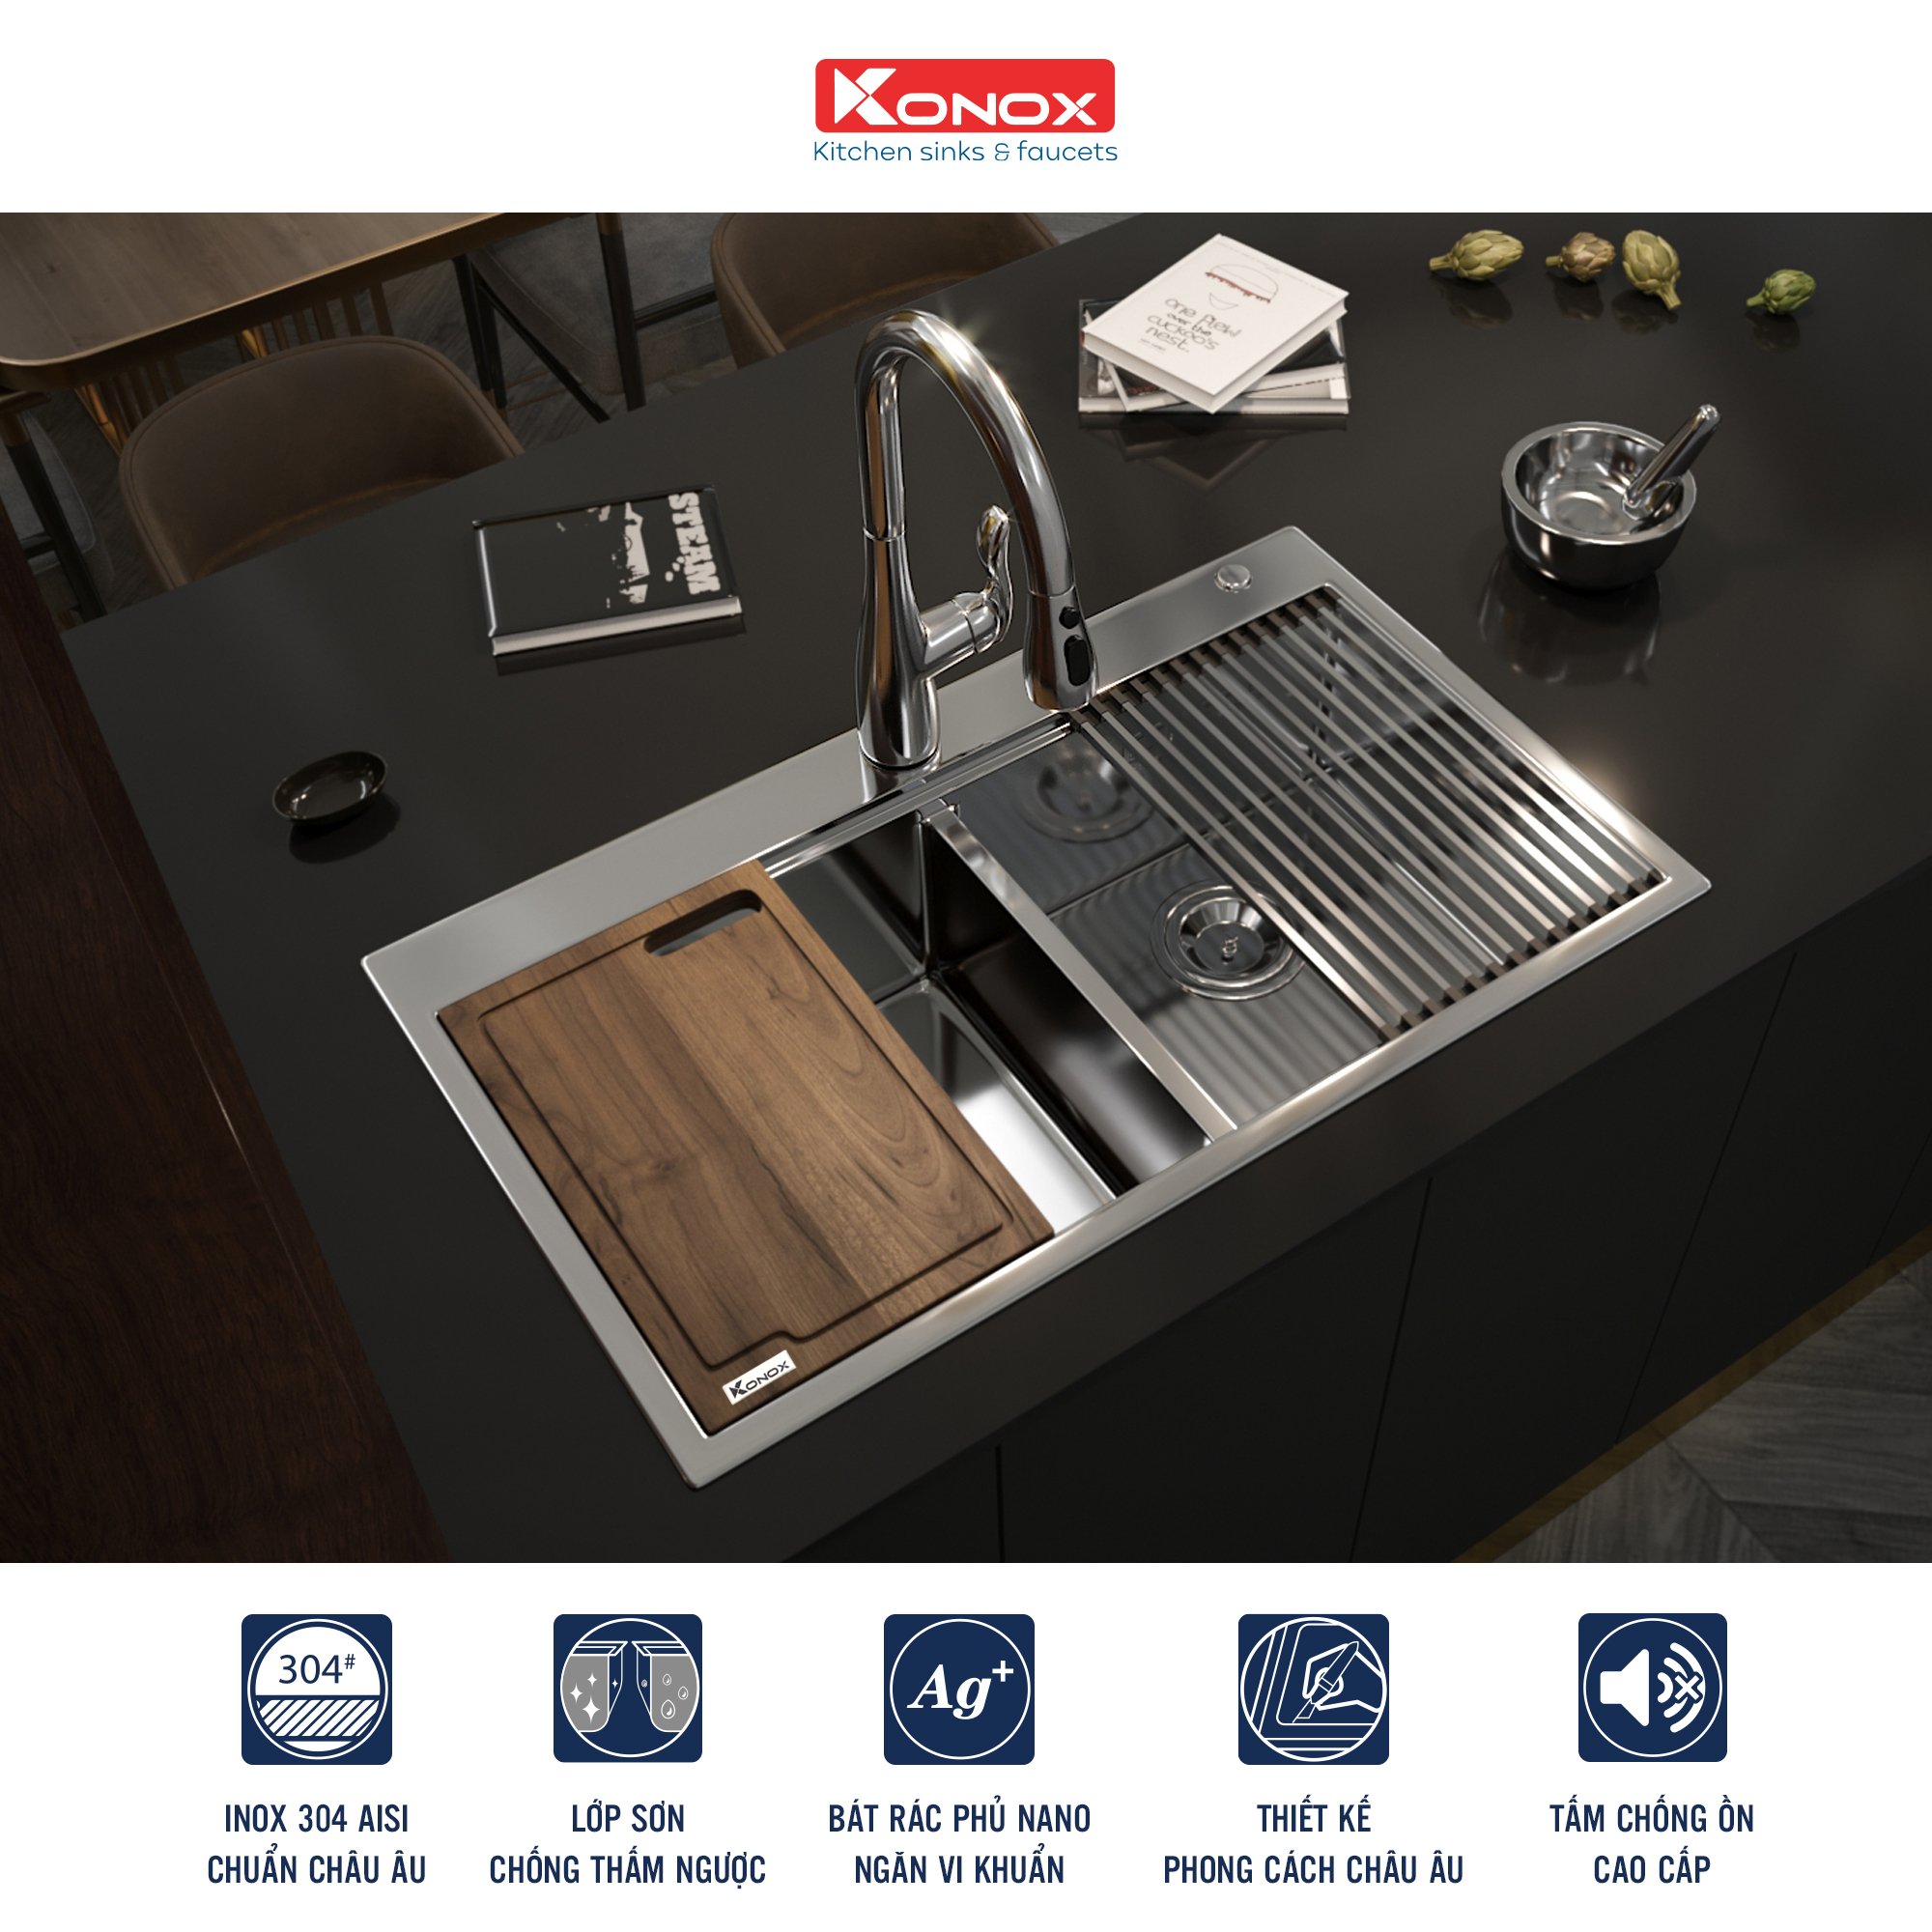 KONOX
Kitchen sinks & faucets
one flew
over the
cuckoo's
nest..
STEAM
KONOX
304#
Ag+
INOX 304 AISI
CHUẨN CHÂU ÂU
LỚP SƠN
CHỐNG THẤM NGƯỢC
BÁT RÁC PHỦ NANO
NGĂN VI KHUẨN
THIẾT KẾ
PHONG CÁCH CHÂU ÂU
TẤM CHỐNG ỒN
CAO CẤP